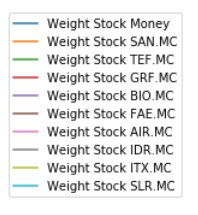 Weight Stock Money
Weight Stock SAN.MC
Weight Stock TEF.MC
Weight Stock GRF.MC
Weight Stock BIO.MC
Weight Stock FAE.MC
Weight Stock AIR.MC
Weight Stock IDR.MC
Weight Stock ITX.MC
Weight Stock SLR.MC